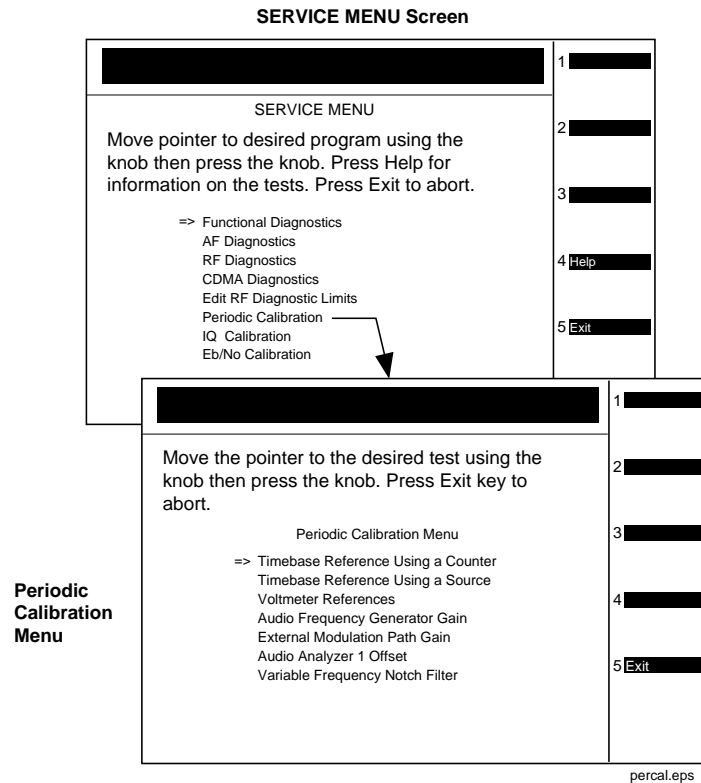 SERVICE MENU Screen
1
SERVICE MENU
2
Move pointer to desired program using the
knob then press the knob. Press Help for
information on the tests. Press Exit to abort.
3
=> Functional Diagnostics
AF Diagnostics
RF Diagnostics
4 Help
CDMA Diagnostics
Edit RF Diagnostic Limits
Periodic Calibration
5 Exit
IQ Calibration
Eb/No Calibration
1
Move the pointer to the desired test using the
2
knob then press the knob. Press Exit key to
abort.
Periodic Calibration Menu
3
=> Timebase Reference Using a Counter
Timebase Reference Using a Source
Voltmeter References
4
Audio Frequency Generator Gain
External Modulation Path Gain
Audio Analyzer 1 Offset
5 Exit
Variable Frequency Notch Filter
Periodic
Calibration
Menu
percal.eps